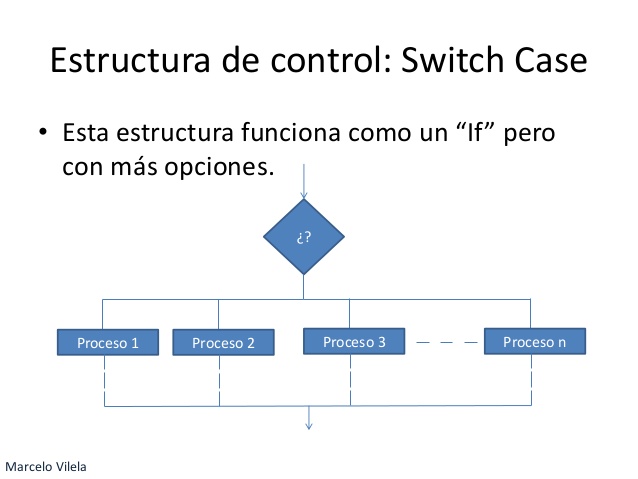 Estructura de control: Switch Case
• Esta estructura funciona como un “If” pero
con más opciones.
¿?
Proceso 1
Proceso 2
Proceso 3
Proceso n
Marcelo Vilela